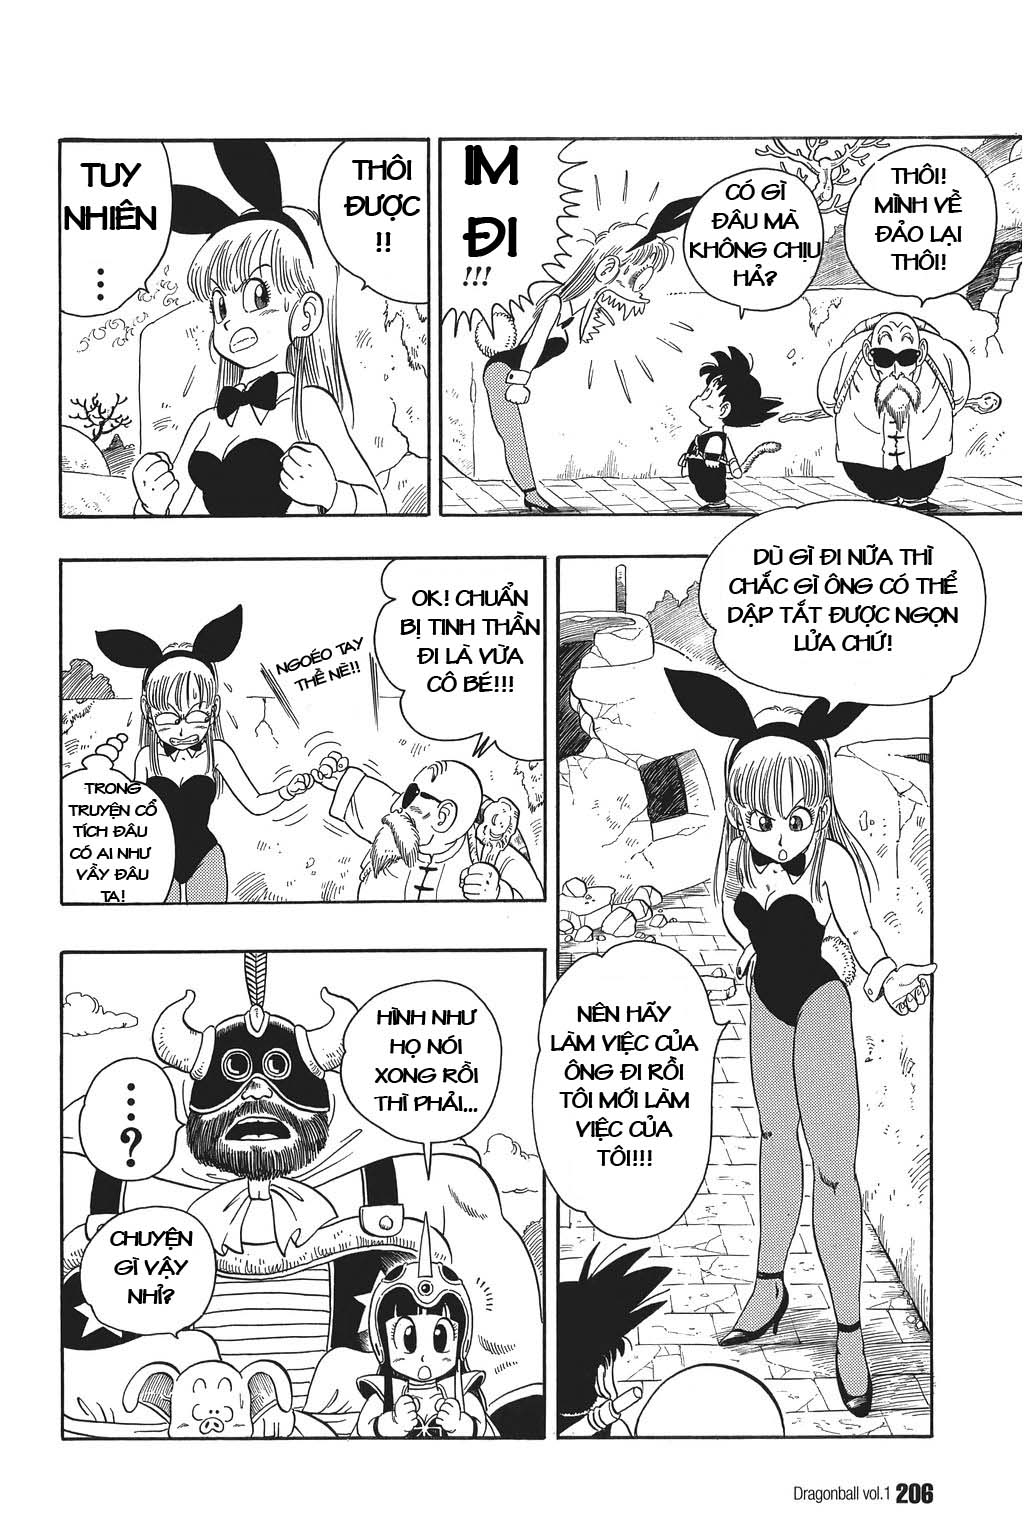 THÔI!
MÌNH VỀ
ĐẢO LẠI
THÔI!
CÓ GÌ
ĐÂU MÀ
KHÔNG CHỊU
HẢ?
IM
ĐI
!!!
THÔI
ĐƯỢC
!!
TUY
NHIÊN
...
DÙ GÌ ĐI NỮA THÌ
CHẮC GÌ ÔNG CÓ THỂ
DẬP TẮT ĐƯỢC NGỌN
LỬA CHỨ!
NÊN HÃY
LÀM VIỆC CỦA
ÔNG ĐI RỒI
TÔI MỚI LÀM
VIỆC CỦA
TÔI!!!
OK! CHUẨN
BỊ TINH THẦN
ĐI LÀ VỪA
CÔ BÉ!!!
NGOÉO TAY
THỀ NÈ!!
TRONG
TRUYỆN CỔ
TÍCH ĐÂU
CÓ AI NHƯ
VẦY ĐÂU
TA!
HÌNH NHƯ
HỌ NÓI
XONG RỒI
THÌ PHẢI...
....?
CHUYỆN
GÌ VẬY
NHỈ?
Dragonball vol.1 206